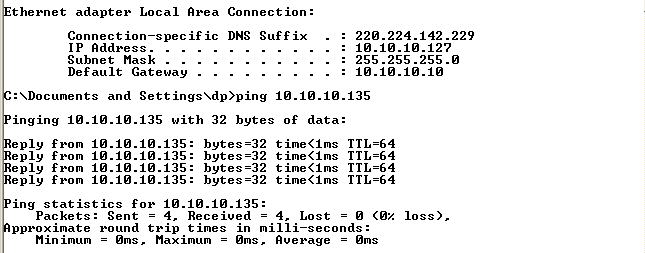 Ethernet adapter Local Area Connection:
Connection-specific DNS Suffix  . : 220.224.142.229
IP Address. . . . . . . . . . . . : 10.10.10.127
Subnet Mask . . . . . . . . . . . : 255.255.255.0
Default Gateway . . . . . . . . . : 10.10.10.10
C:\Documents and Settings\dp>ping 10.10.10.135
Pinging 10.10.10.135 with 32 bytes of data:
Reply from 10.10.10.135: bytes=32 time<1ms TTL=64
Reply from 10.10.10.135: bytes=32 time<1ms TTL=64
Reply from 10.10.10.135: bytes=32 time<1ms TTL=64
Reply from 10.10.10.135: bytes=32 time<1ms TTL=64
Ping statistics for 10.10.10.135:
Packets: Sent = 4, Received = 4, Lost = 0 (0% loss),
Approximate round trip times in milli-seconds:
Minimum = 0ms, Maximum = 0ms, Average = 0ms